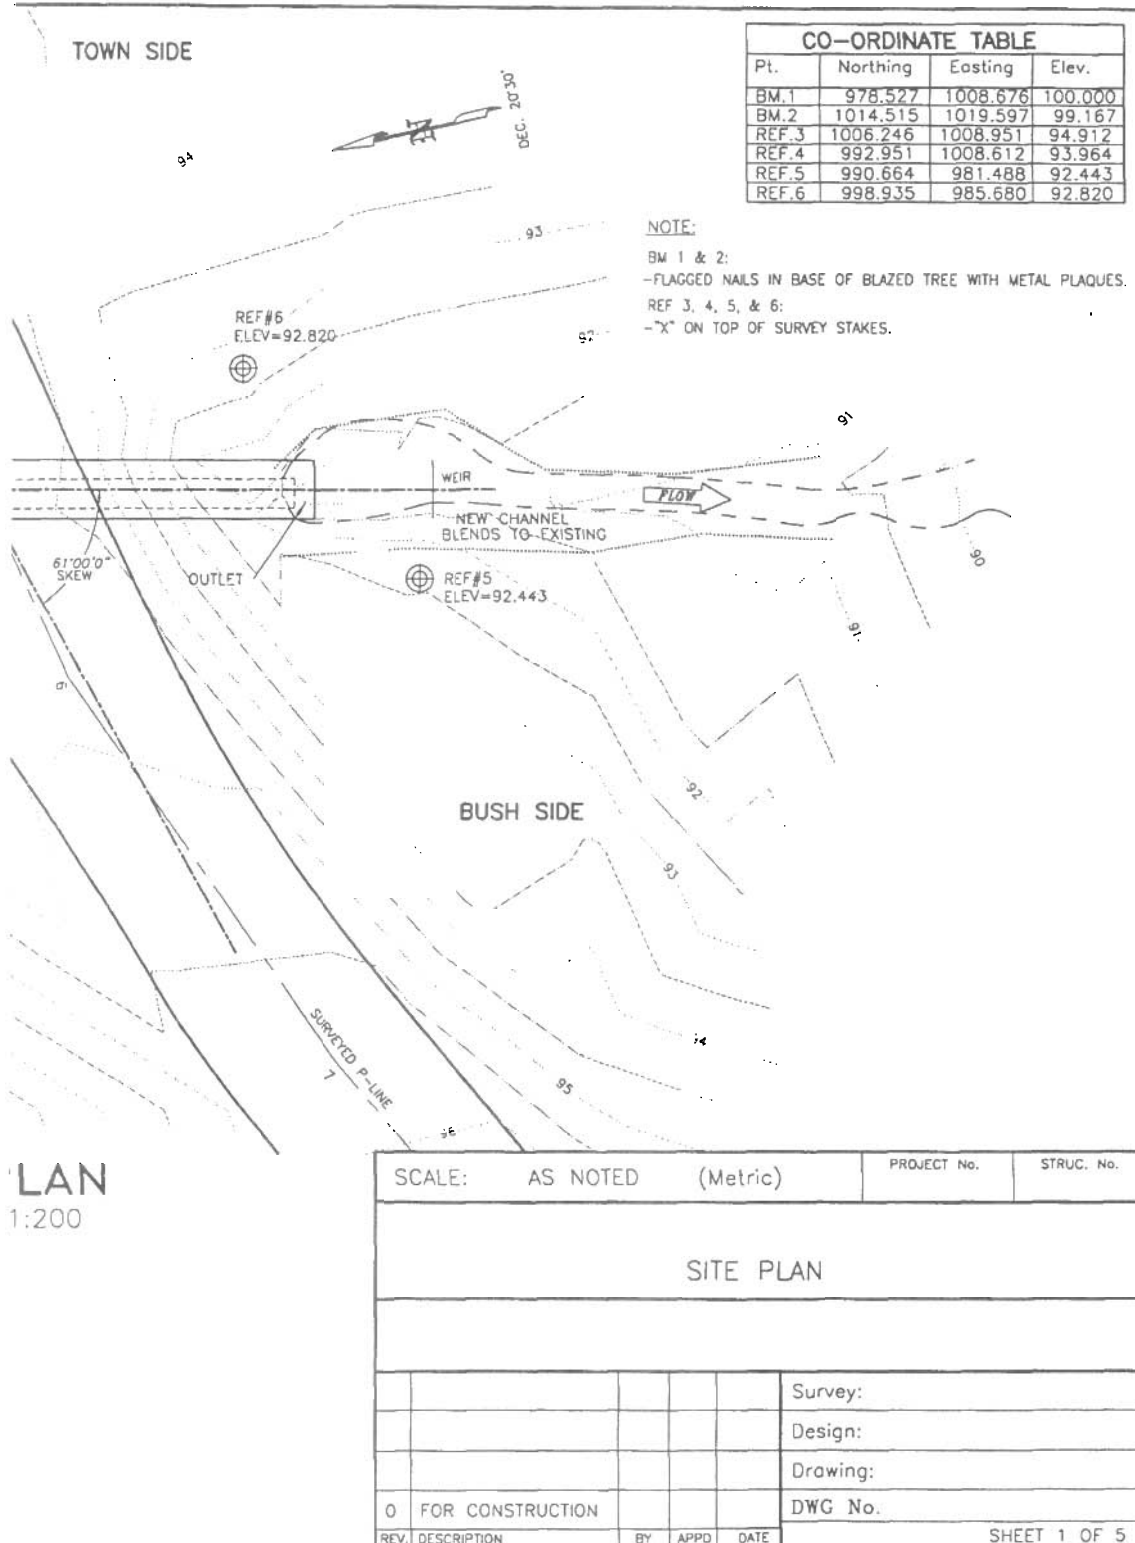 TOWN SIDE
CO-ORDINATE TABLE
Pt. Northing Easting Elev.
BM.1 978.527 1008.676 100.000
BM.2 1014.515 1019.597 99.167
REF.3 1006.246 1008.951 94.912
REF.4 992.951 1008.612 93.964
REF.5 990.664 981.488 92.443
REF.6 998.935 985.680 92.820
N
DEC. 20°30'
94
93
NOTE:
BM 1 & 2:
-FLAGGED NAILS IN BASE OF BLAZED TREE WITH METAL PLAQUES.
REF 3, 4, 5, & 6:
-"X" ON TOP OF SURVEY STAKES.
REF#6
ELEV=92.820
92
91
WEIR
FLOW
NEW CHANNEL
BLENDS TO EXISTING
61°00'0"
SKEW
OUTLET
REF#5
ELEV=92.443
90
91
6
92
BUSH SIDE
93
94
SURVEYED P-LINE
7
95
96
LAN
1:200
SCALE: AS NOTED (Metric)
PROJECT No.
STRUC. No.
SITE PLAN
Survey:
Design:
Drawing:
0 FOR CONSTRUCTION
DWG No.
REV. DESCRIPTION BY APPD DATE
SHEET 1 OF 5